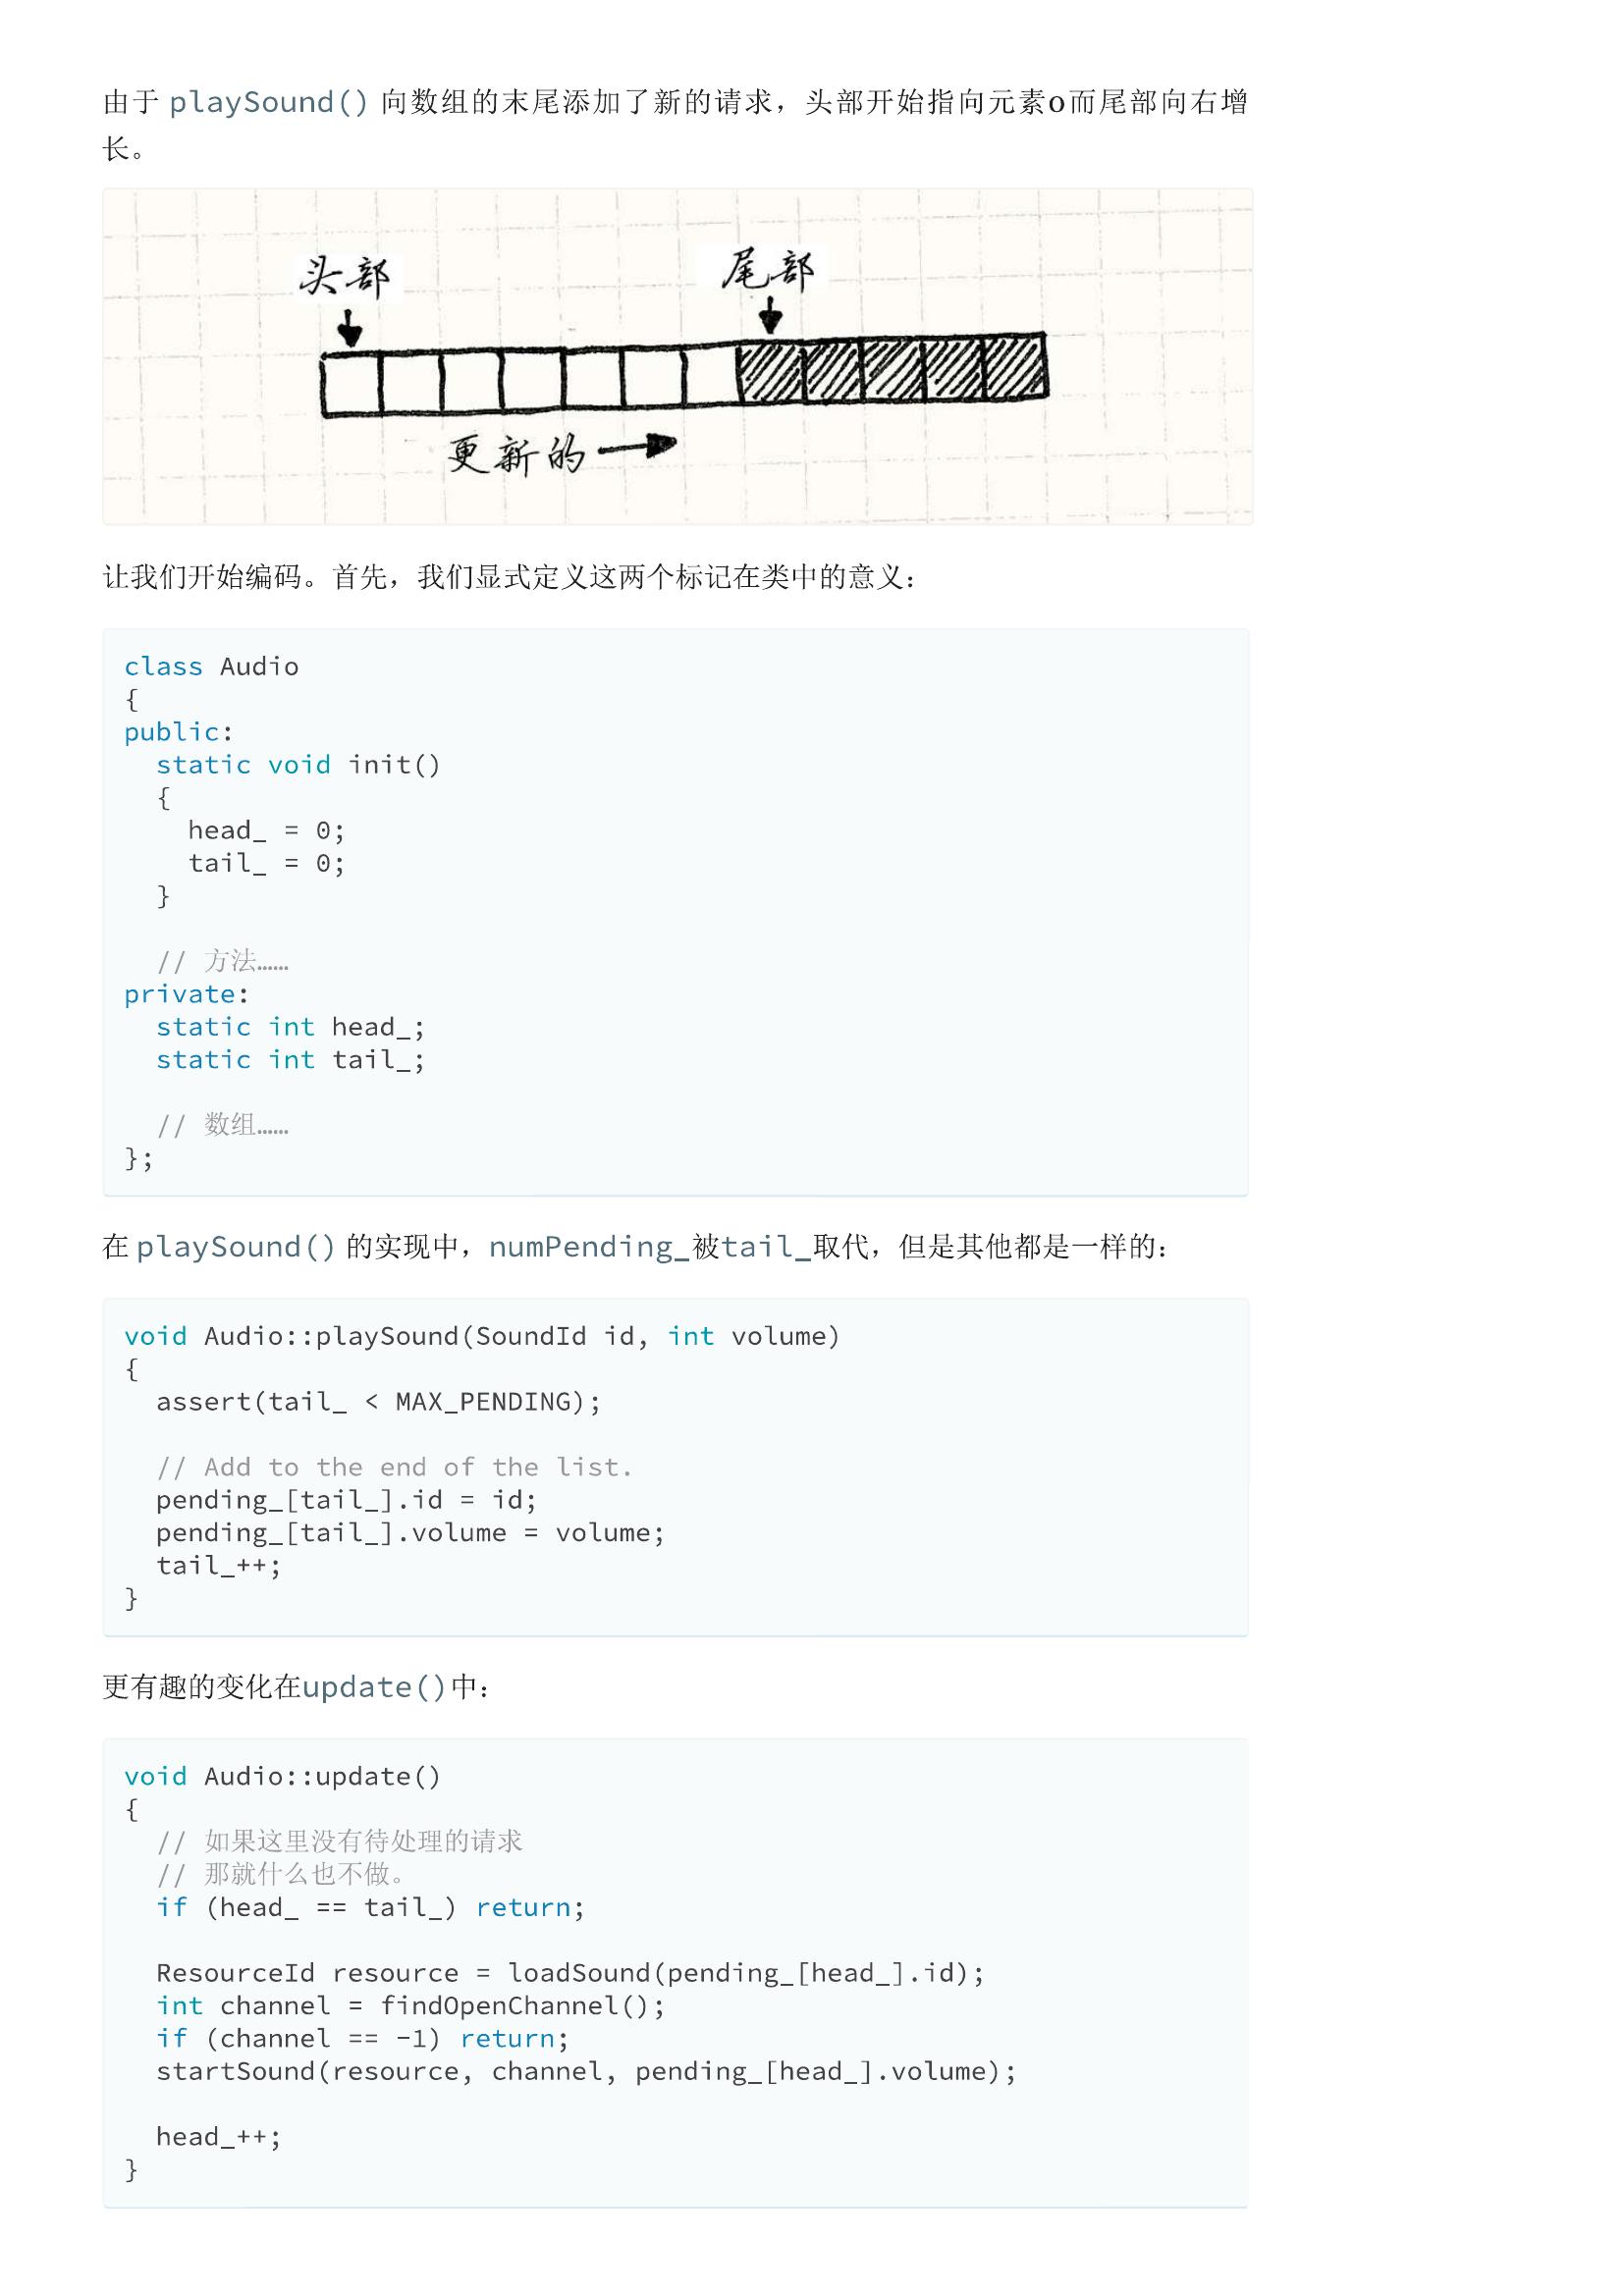 由于 playSound() 向数组的末尾添加了新的请求，头部开始指向元素0而尾部向右增
长。
头部
尾部
更新的
让我们开始编码。首先，我们显式定义这两个标记在类中的意义：
class Audio
{
public:
  static void init()
  {
    head_ = 0;
    tail_ = 0;
  }
  // 方法……
private:
  static int head_;
  static int tail_;
  // 数组……
};
在 playSound() 的实现中，numPending_被tail_取代，但是其他都是一样的：
void Audio::playSound(SoundId id, int volume)
{
  assert(tail_ < MAX_PENDING);
  // Add to the end of the list.
  pending_[tail_].id = id;
  pending_[tail_].volume = volume;
  tail_++;
}
更有趣的变化在update()中：
void Audio::update()
{
  // 如果这里没有待处理的请求
  // 那就什么也不做。
  if (head_ == tail_) return;
  ResourceId resource = loadSound(pending_[head_].id);
  int channel = findOpenChannel();
  if (channel == -1) return;
  startSound(resource, channel, pending_[head_].volume);
  head_++;
}